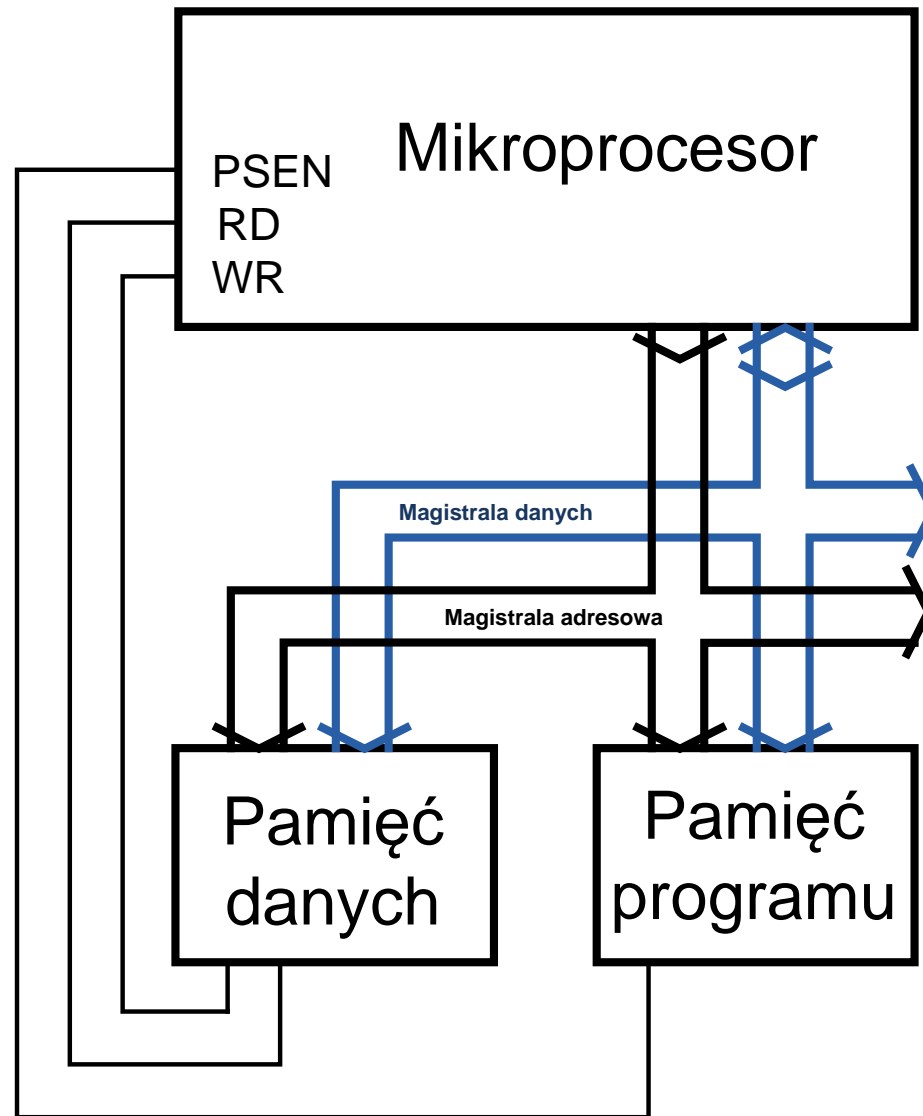 Mikroprocesor
PSEN
RD
WR
Magistrala danych
Magistrala adresowa
Pamięć
danych
Pamięć
programu